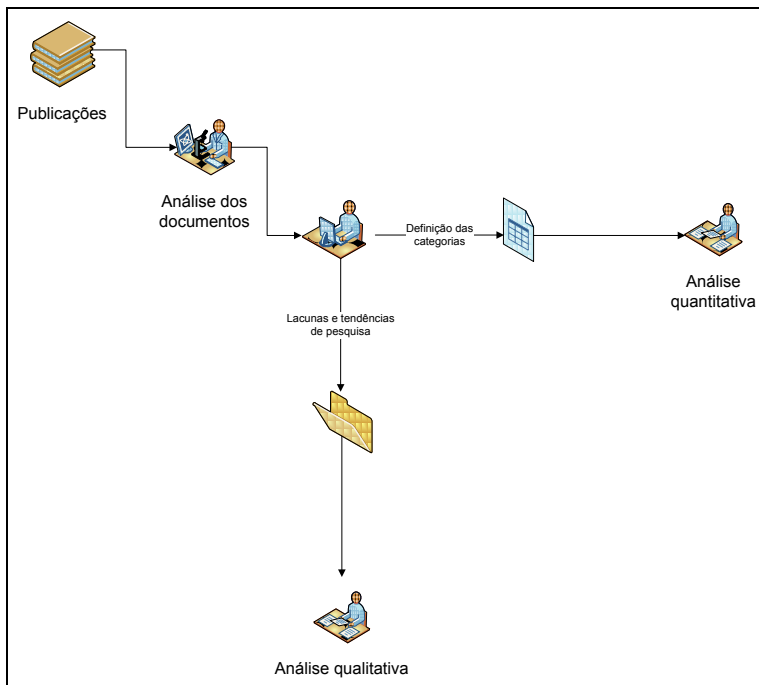 Publicações
Análise dos
documentos
Definição das
categorias
Análise
quantitativa
Lacunas e tendências
de pesquisa
Análise qualitativa